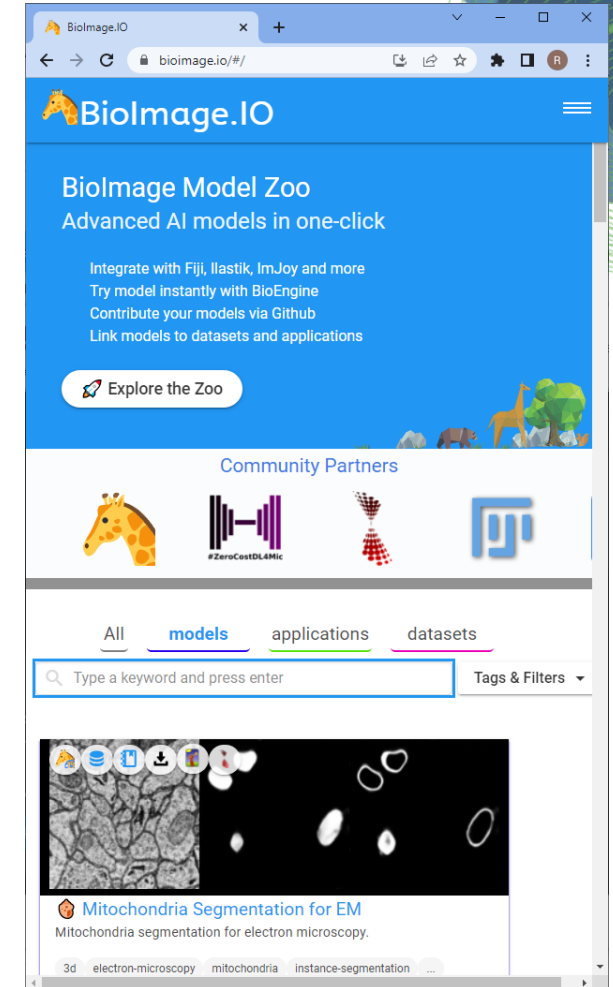 BioImage.IO
bioimage.io/#/
R
BioImage.IO
BioImage Model Zoo
Advanced AI models in one-click
Integrate with Fiji, Ilastik, ImJoy and more
Try model instantly with BioEngine
Contribute your models via Github
Link models to datasets and applications
Explore the Zoo
Community Partners
#ZeroCostDL4Mic
All models applications datasets
Type a keyword and press enter Tags & Filters
Mitochondria Segmentation for EM
Mitochondria segmentation for electron microscopy.
3d electron-microscopy mitochondria instance-segmentation ...